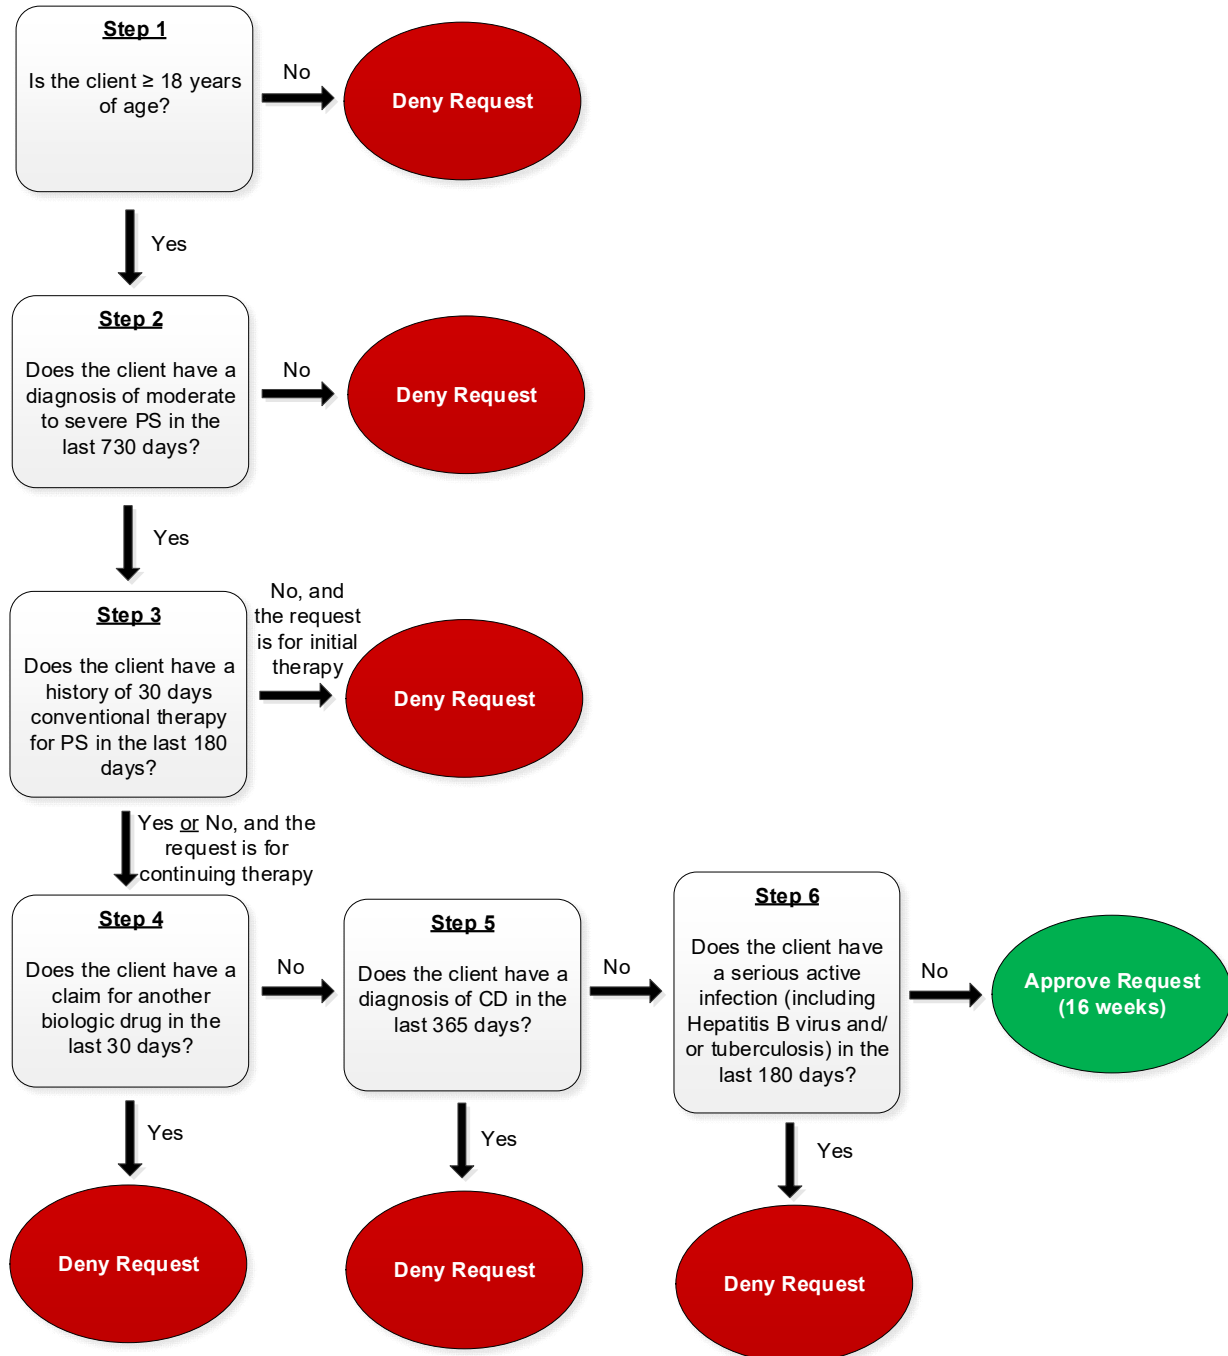 Step 1
Is the client ≥ 18 years
of age?
No
Deny Request
Yes
Step 2
Does the client have a
diagnosis of moderate
to severe PS in the
last 730 days?
No
Deny Request
Yes
Step 3
Does the client have a
history of 30 days
conventional therapy
for PS in the last 180
days?
No, and
the request
is for initial
therapy
Deny Request
Yes or No, and the
request is for
continuing therapy
Step 4
Does the client have a
claim for another
biologic drug in the
last 30 days?
No
Step 5
Does the client have a
diagnosis of CD in the
last 365 days?
No
Step 6
Does the client have
a serious active
infection (including
Hepatitis B virus and/
or tuberculosis) in the
last 180 days?
No
Approve Request
(16 weeks)
Yes
Deny Request
Yes
Deny Request
Yes
Deny Request